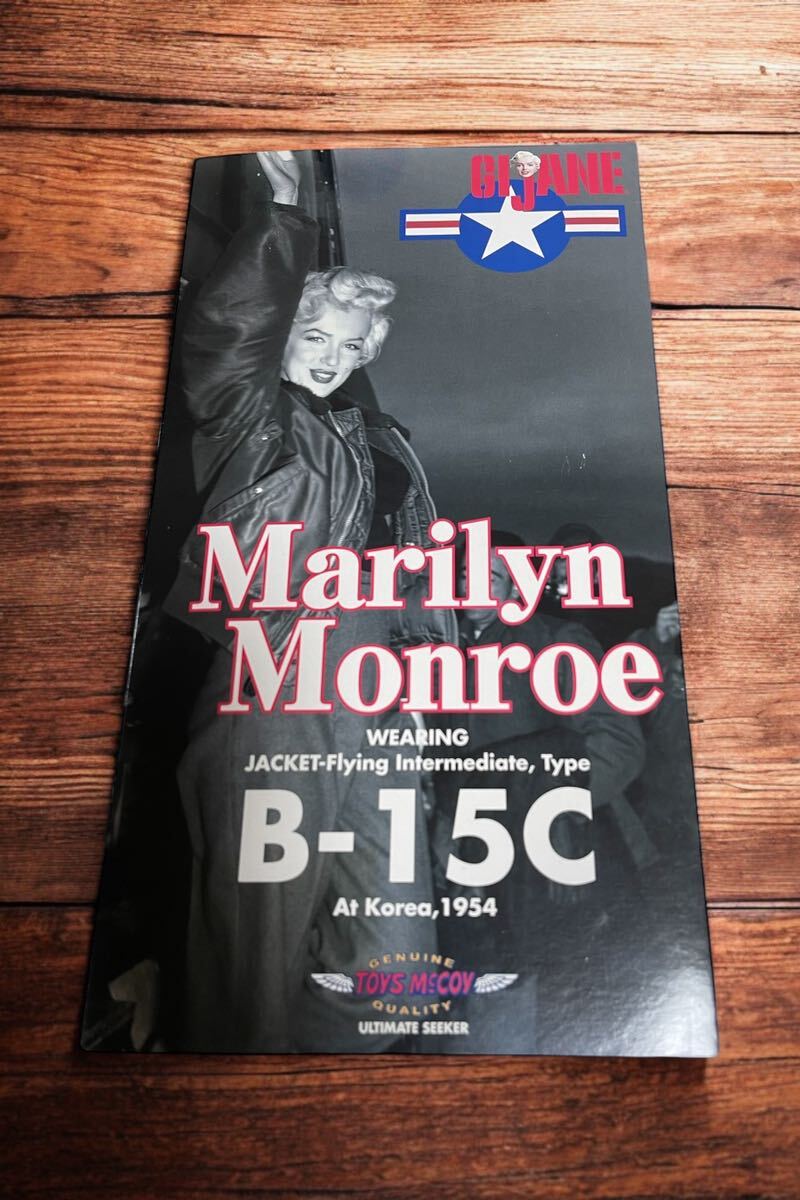 GI JANE
Marilyn
Monroe
WEARING
JACKET-Flying Intermediate, Type
B-15C
At Korea,1954
GENUINE
TOYS McCOY
QUALITY
ULTIMATE SEEKER